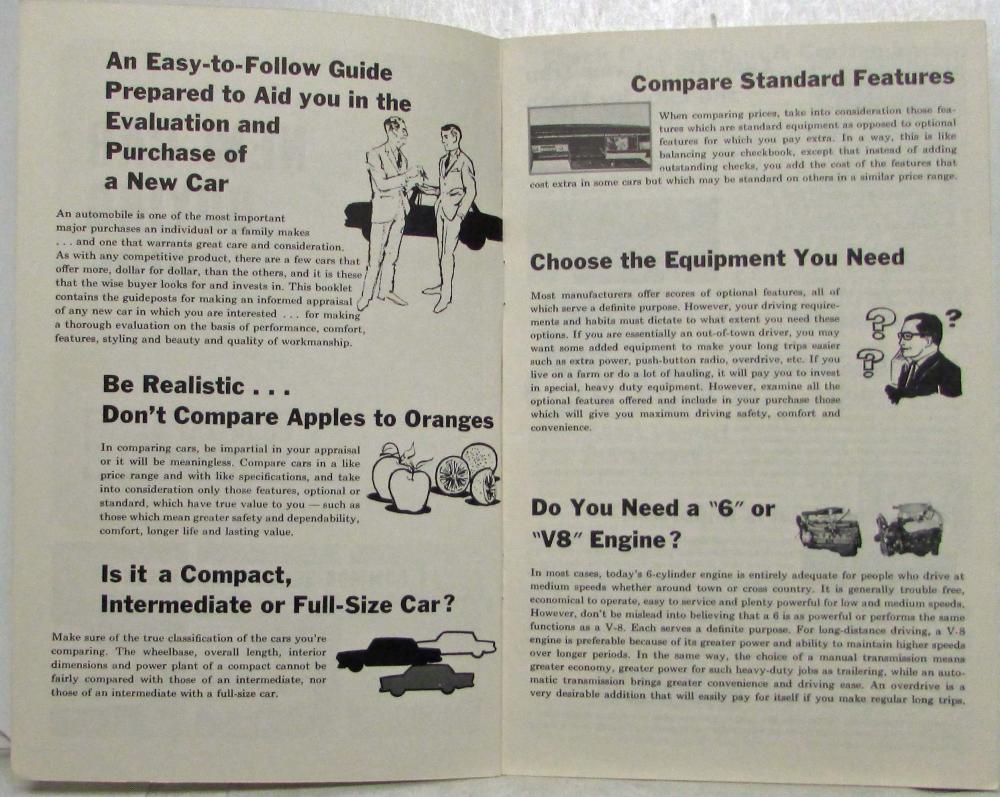 An Easy-to-Follow Guide
Prepared to Aid you in the
Evaluation and
Purchase of
a New Car
An automobile is one of the most important
major purchases an individual or a family makes
. . . and one that warrants great care and consideration.
As with any competitive product, there are a few cars that
offer more, dollar for dollar, than the others, and it is these
that the wise buyer looks for and invests in. This booklet
contains the guideposts for making an informed appraisal
of any new car in which you are interested . . . for making
a thorough evaluation on the basis of performance, comfort,
features, styling and beauty and quality of workmanship.
Be Realistic . . .
Don't Compare Apples to Oranges
In comparing cars, be impartial in your appraisal
or it will be meaningless. Compare cars in a like
price range and with like specifications, and take
into consideration only those features, optional or
standard, which have true value to you — such as
those which mean greater safety and dependability,
comfort, longer life and lasting value.
Is it a Compact,
Intermediate or Full-Size Car?
Make sure of the true classification of the cars you're
comparing. The wheelbase, overall length, interior
dimensions and power plant of a compact cannot be
fairly compared with those of an intermediate, nor
those of an intermediate with a full-size car.
Compare Standard Features
When comparing prices, take into consideration those fea-
tures which are standard equipment as opposed to optional
features for which you pay extra. In a way, this is like
balancing your checkbook, except that instead of adding
outstanding checks, you add the cost of the features that
cost extra in some cars but which may be standard on others in a similar price range.
Choose the Equipment You Need
Most manufacturers offer scores of optional features, all of
which serve a definite purpose. However, your driving require-
ments and habits must dictate to what extent you need these
options. If you are essentially an out-of-town driver, you may
want some added equipment to make your long trips easier
such as extra power, push-button radio, overdrive, etc. If you
live on a farm or do a lot of hauling, it will pay you to invest
in special, heavy duty equipment. However, examine all the
optional features offered and include in your purchase those
which will give you maximum driving safety, comfort and
convenience.
? ? ?
Do You Need a "6" or
"V8" Engine?
In most cases, today's 6-cylinder engine is entirely adequate for people who drive at
medium speeds whether around town or cross country. It is generally trouble free,
economical to operate, easy to service and plenty powerful for low and medium speeds.
However, don't be mislead into believing that a 6 is as powerful or performs the same
functions as a V-8. Each serves a definite purpose. For long-distance driving, a V-8
engine is preferable because of its greater power and ability to maintain higher speeds
over longer periods. In the same way, the choice of a manual transmission means
greater economy, greater power for such heavy-duty jobs as trailering, while an auto-
matic transmission brings greater convenience and driving ease. An overdrive is a
very desirable addition that will easily pay for itself if you make regular long trips.